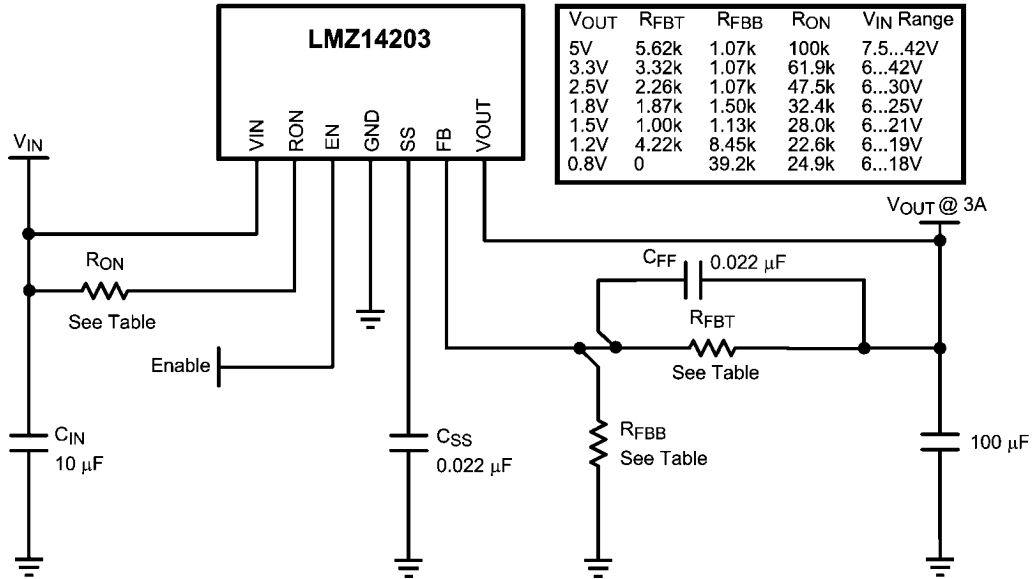 LMZ14203
VIN
RON
EN
GND
SS
FB
VOUT
VOUT RFBT RFBB RON VIN Range
5V 5.62k 1.07k 100k 7.5...42V
3.3V 3.32k 1.07k 61.9k 6...42V
2.5V 2.26k 1.07k 47.5k 6...30V
1.8V 1.87k 1.50k 32.4k 6...25V
1.5V 1.00k 1.13k 28.0k 6...21V
1.2V 4.22k 8.45k 22.6k 6...19V
0.8V 0 39.2k 24.9k 6...18V
VIN
VOUT @ 3A
RON
See Table
CFF 0.022 μF
RFBT
See Table
Enable
CIN
10 μF
CSS
0.022 μF
RFBB
See Table
100 μF